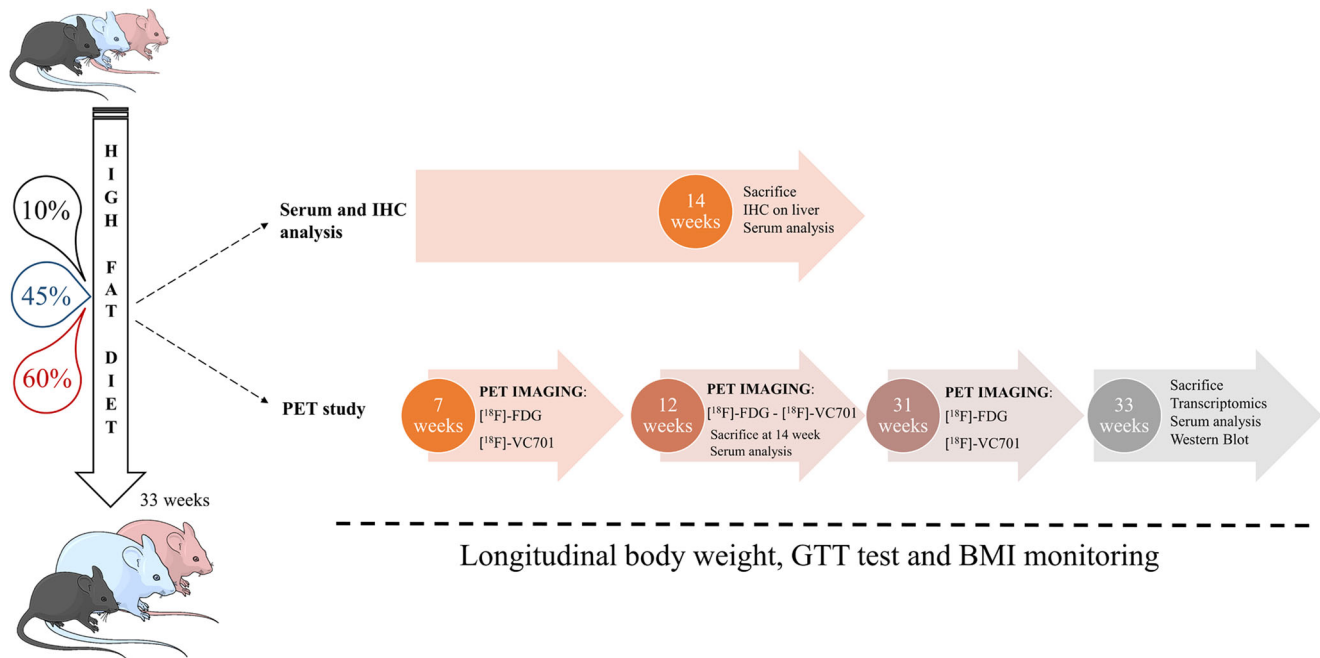 HIGH FAT DIET
10%
45%
60%
33 weeks
Serum and IHC
analysis
14
weeks
Sacrifice
IHC on liver
Serum analysis
PET study
7
weeks
PET IMAGING:
[¹⁸F]-FDG
[¹⁸F]-VC701
12
weeks
PET IMAGING:
[¹⁸F]-FDG - [¹⁸F]-VC701
Sacrifice at 14 week
Serum analysis
31
weeks
PET IMAGING:
[¹⁸F]-FDG
[¹⁸F]-VC701
33
weeks
Sacrifice
Transcriptomics
Serum analysis
Western Blot
Longitudinal body weight, GTT test and BMI monitoring